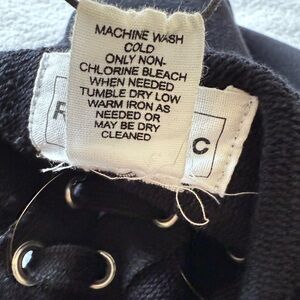 MACHINE WASH
COLD
ONLY NON-
CHLORINE BLEACH
WHEN NEEDED
TUMBLE DRY LOW
WARM IRON AS
NEEDED OR
MAY BE DRY
CLEANED
C